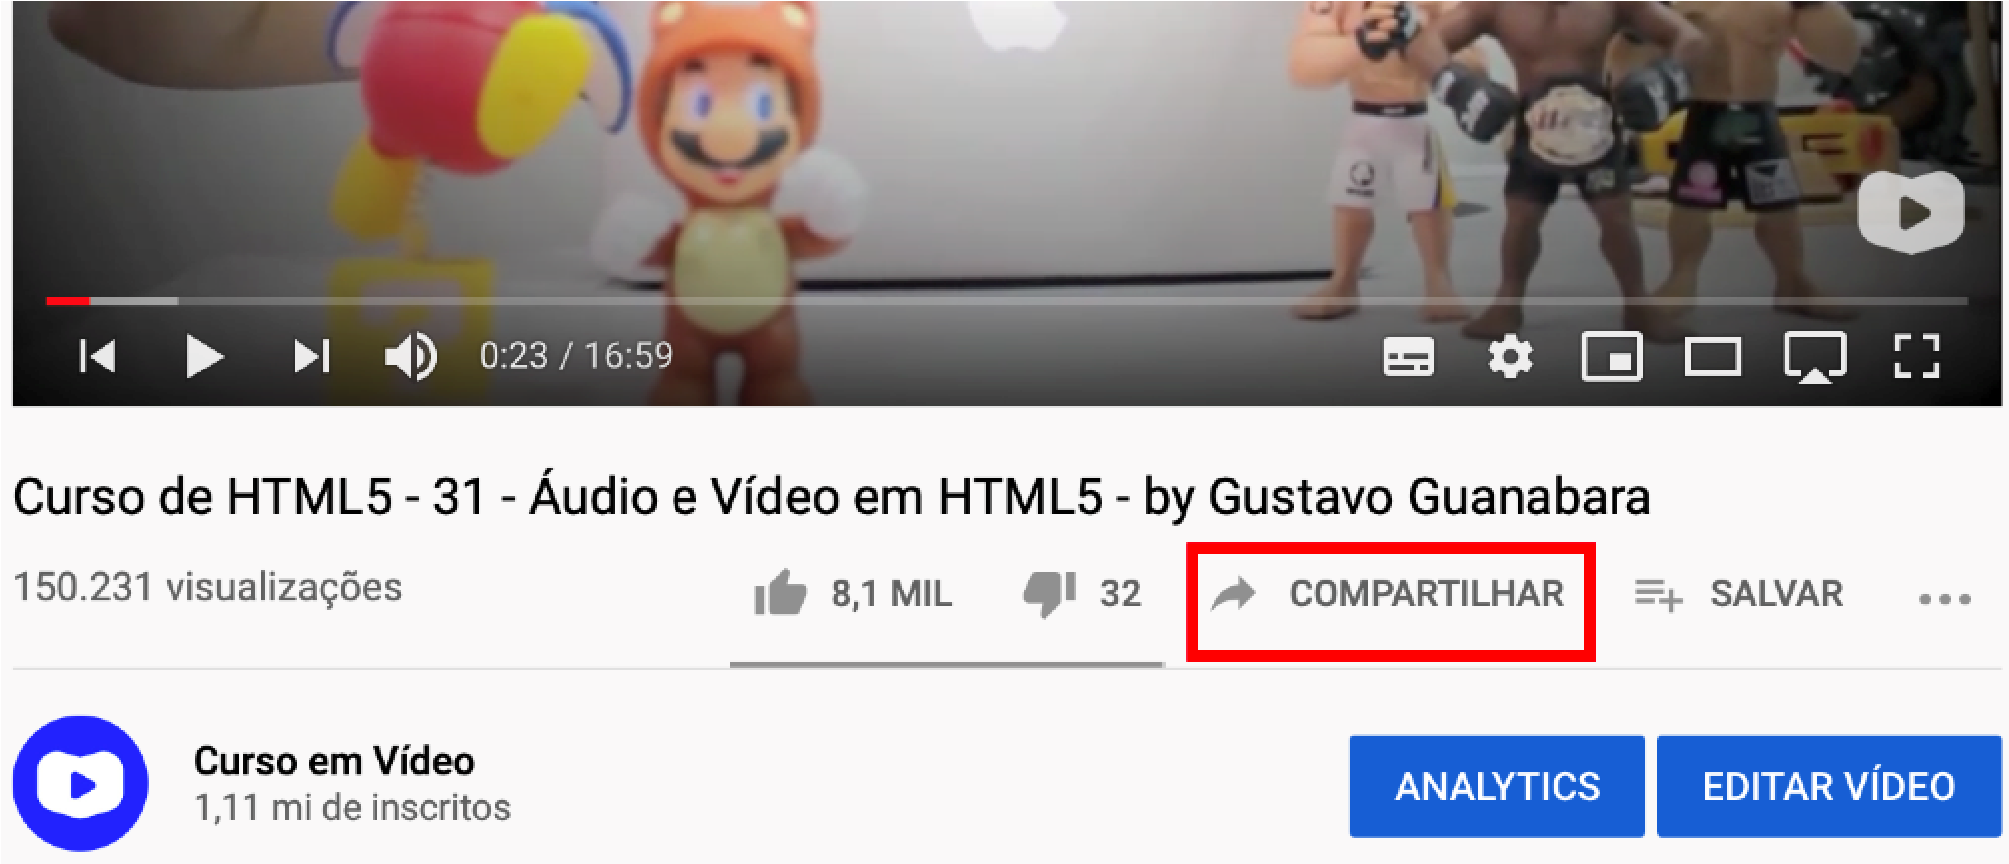 0:23 / 16:59
Curso de HTML5 - 31 - Áudio e Vídeo em HTML5 - by Gustavo Guanabara
150.231 visualizações
8,1 MIL 32 COMPARTILHAR SALVAR
Curso em Vídeo
1,11 mi de inscritos
ANALYTICS EDITAR VÍDEO